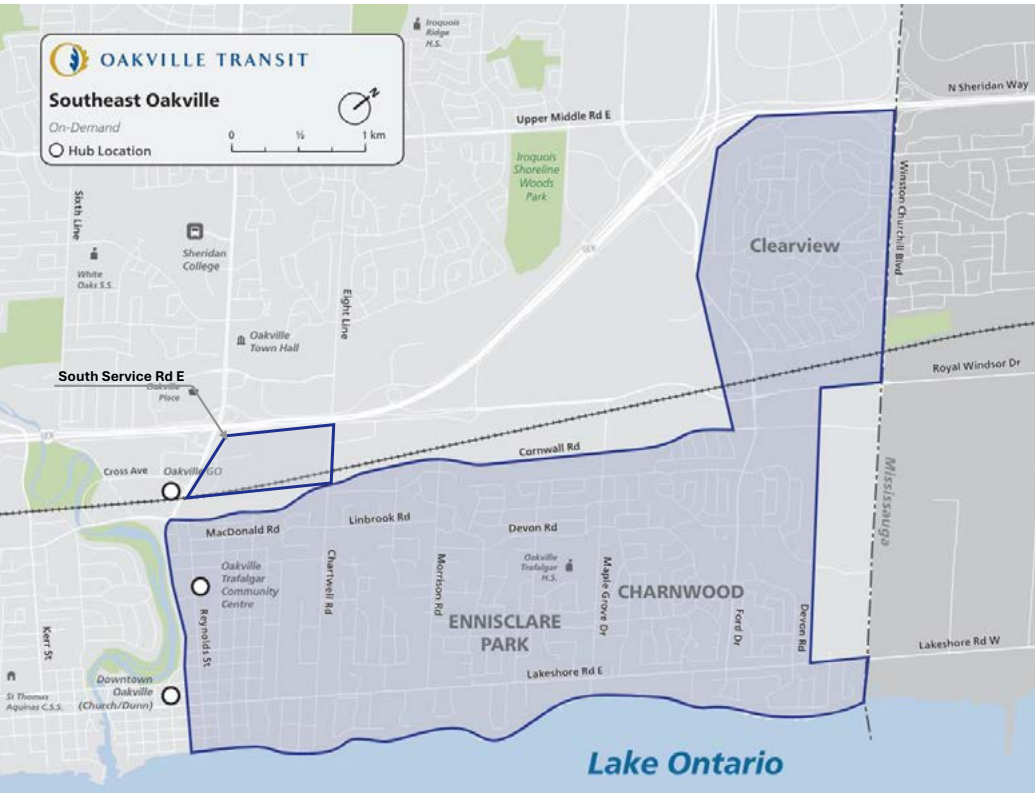 OAKVILLE TRANSIT
Southeast Oakville
On-Demand
Hub Location
0 ½ 1 km
N
Iroquois
Ridge
H.S.
N Sheridan Way
Upper Middle Rd E
Iroquois
Shoreline
Woods
Park
Winston Churchill Blvd
Clearview
Sixth Line
Sheridan
College
White
Oaks S.S.
QEW
Eight Line
Oakville
Town Hall
Royal Windsor Dr
South Service Rd E
Oakville
Place
QEW
Cornwall Rd
Cross Ave
Oakville GO
Mississauga
MacDonald Rd
Linbrook Rd
Devon Rd
Oakville
Trafalgar
H.S.
Oakville
Trafalgar
Community
Centre
Chartwell Rd
Morrison Rd
Maple Grove Dr
CHARNWOOD
ENNISCLARE
PARK
Reynolds St
Ford Dr
Devon Rd
Kerr St
Lakeshore Rd W
Lakeshore Rd E
Downtown
Oakville
(Church/Dunn)
St Thomas
Aquinas C.S.S.
Lake Ontario